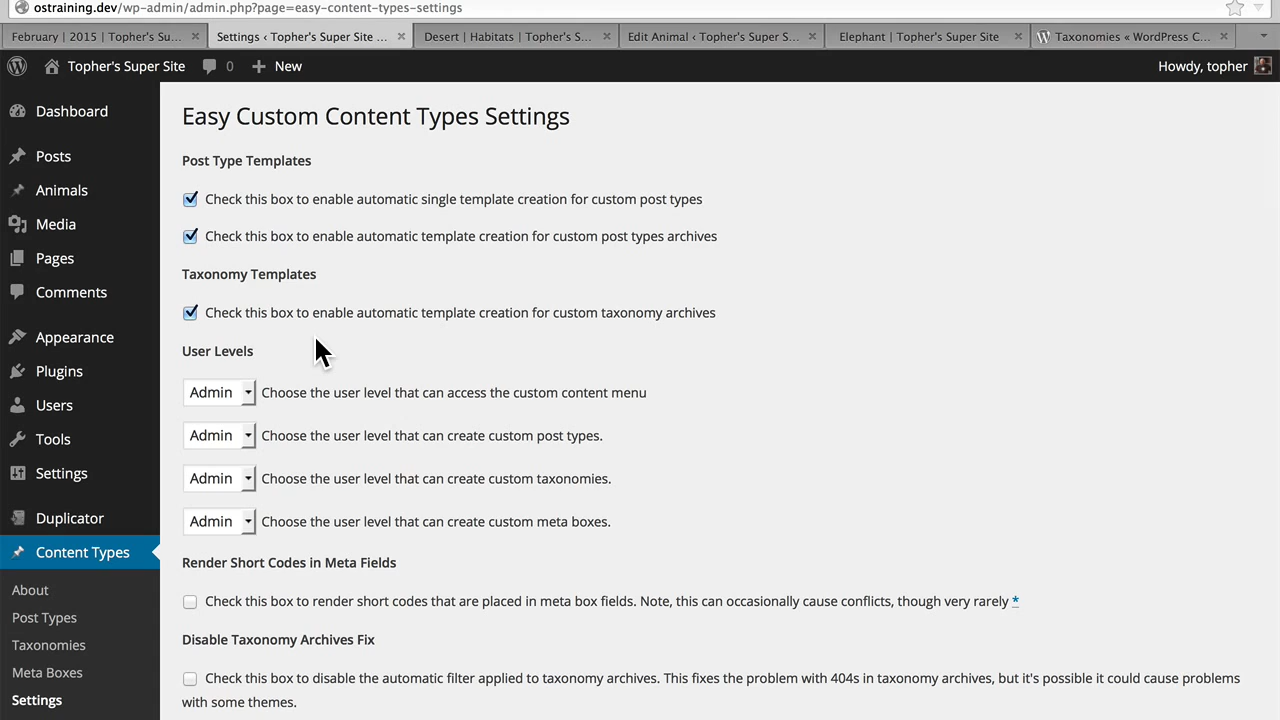 ostraining.dev/wp-admin/admin.php?page=easy-content-types-settings
February | 2015 | Topher's Su... × Settings ‹ Topher's Super Site ... × Desert | Habitats | Topher's S... × Edit Animal ‹ Topher's Super S... × Elephant | Topher's Super Site × Taxonomies « WordPress C... ×
Topher's Super Site 0 + New Howdy, topher
Dashboard
Posts
Animals
Media
Pages
Comments
Appearance
Plugins
Users
Tools
Settings
Duplicator
Content Types
About
Post Types
Taxonomies
Meta Boxes
Settings
Easy Custom Content Types Settings
Post Type Templates
Check this box to enable automatic single template creation for custom post types
Check this box to enable automatic template creation for custom post types archives
Taxonomy Templates
Check this box to enable automatic template creation for custom taxonomy archives
User Levels
Admin Choose the user level that can access the custom content menu
Admin Choose the user level that can create custom post types.
Admin Choose the user level that can create custom taxonomies.
Admin Choose the user level that can create custom meta boxes.
Render Short Codes in Meta Fields
Check this box to render short codes that are placed in meta box fields. Note, this can occasionally cause conflicts, though very rarely *
Disable Taxonomy Archives Fix
Check this box to disable the automatic filter applied to taxonomy archives. This fixes the problem with 404s in taxonomy archives, but it's possible it could cause problems
with some themes.